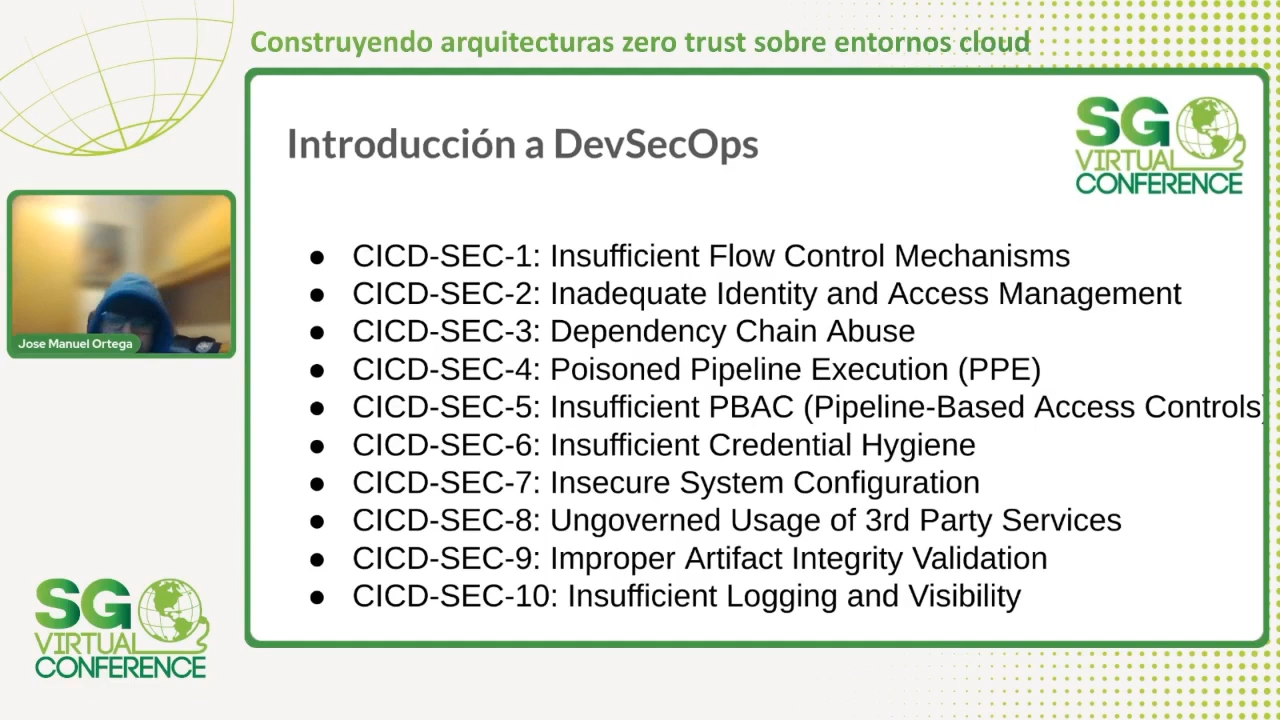 Construyendo arquitecturas zero trust sobre entornos cloud
Introducción a DevSecOps
SG
VIRTUAL
CONFERENCE
Jose Manuel Ortega
● CICD-SEC-1: Insufficient Flow Control Mechanisms
● CICD-SEC-2: Inadequate Identity and Access Management
● CICD-SEC-3: Dependency Chain Abuse
● CICD-SEC-4: Poisoned Pipeline Execution (PPE)
● CICD-SEC-5: Insufficient PBAC (Pipeline-Based Access Controls)
● CICD-SEC-6: Insufficient Credential Hygiene
● CICD-SEC-7: Insecure System Configuration
● CICD-SEC-8: Ungoverned Usage of 3rd Party Services
● CICD-SEC-9: Improper Artifact Integrity Validation
● CICD-SEC-10: Insufficient Logging and Visibility
SG
VIRTUAL
CONFERENCE